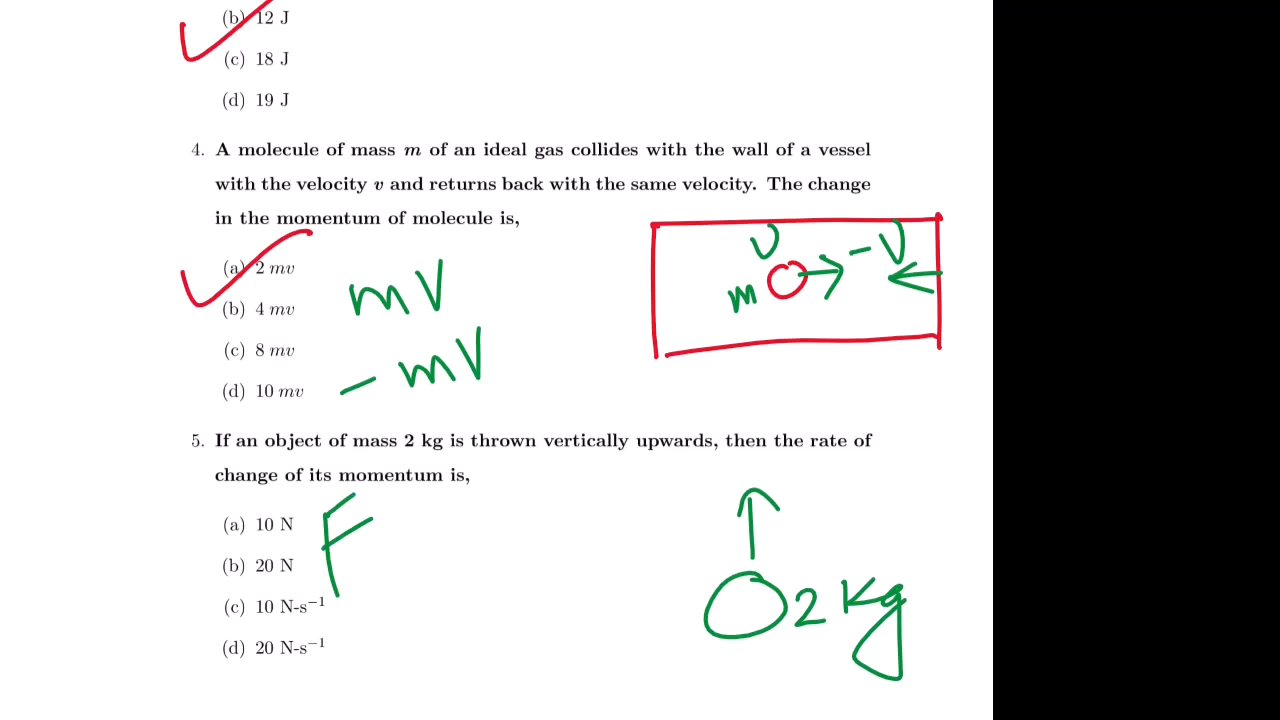 (b) 12 J
(c) 18 J
(d) 19 J
4. A molecule of mass m of an ideal gas collides with the wall of a vessel
with the velocity v and returns back with the same velocity. The change
in the momentum of molecule is,
(a) 2 mv
(b) 4 mv
(c) 8 mv
(d) 10 mv
mV
- mV
m
V
- V
5. If an object of mass 2 kg is thrown vertically upwards, then the rate of
change of its momentum is,
(a) 10 N
(b) 20 N
(c) 10 N-s⁻¹
(d) 20 N-s⁻¹
F
2 Kg